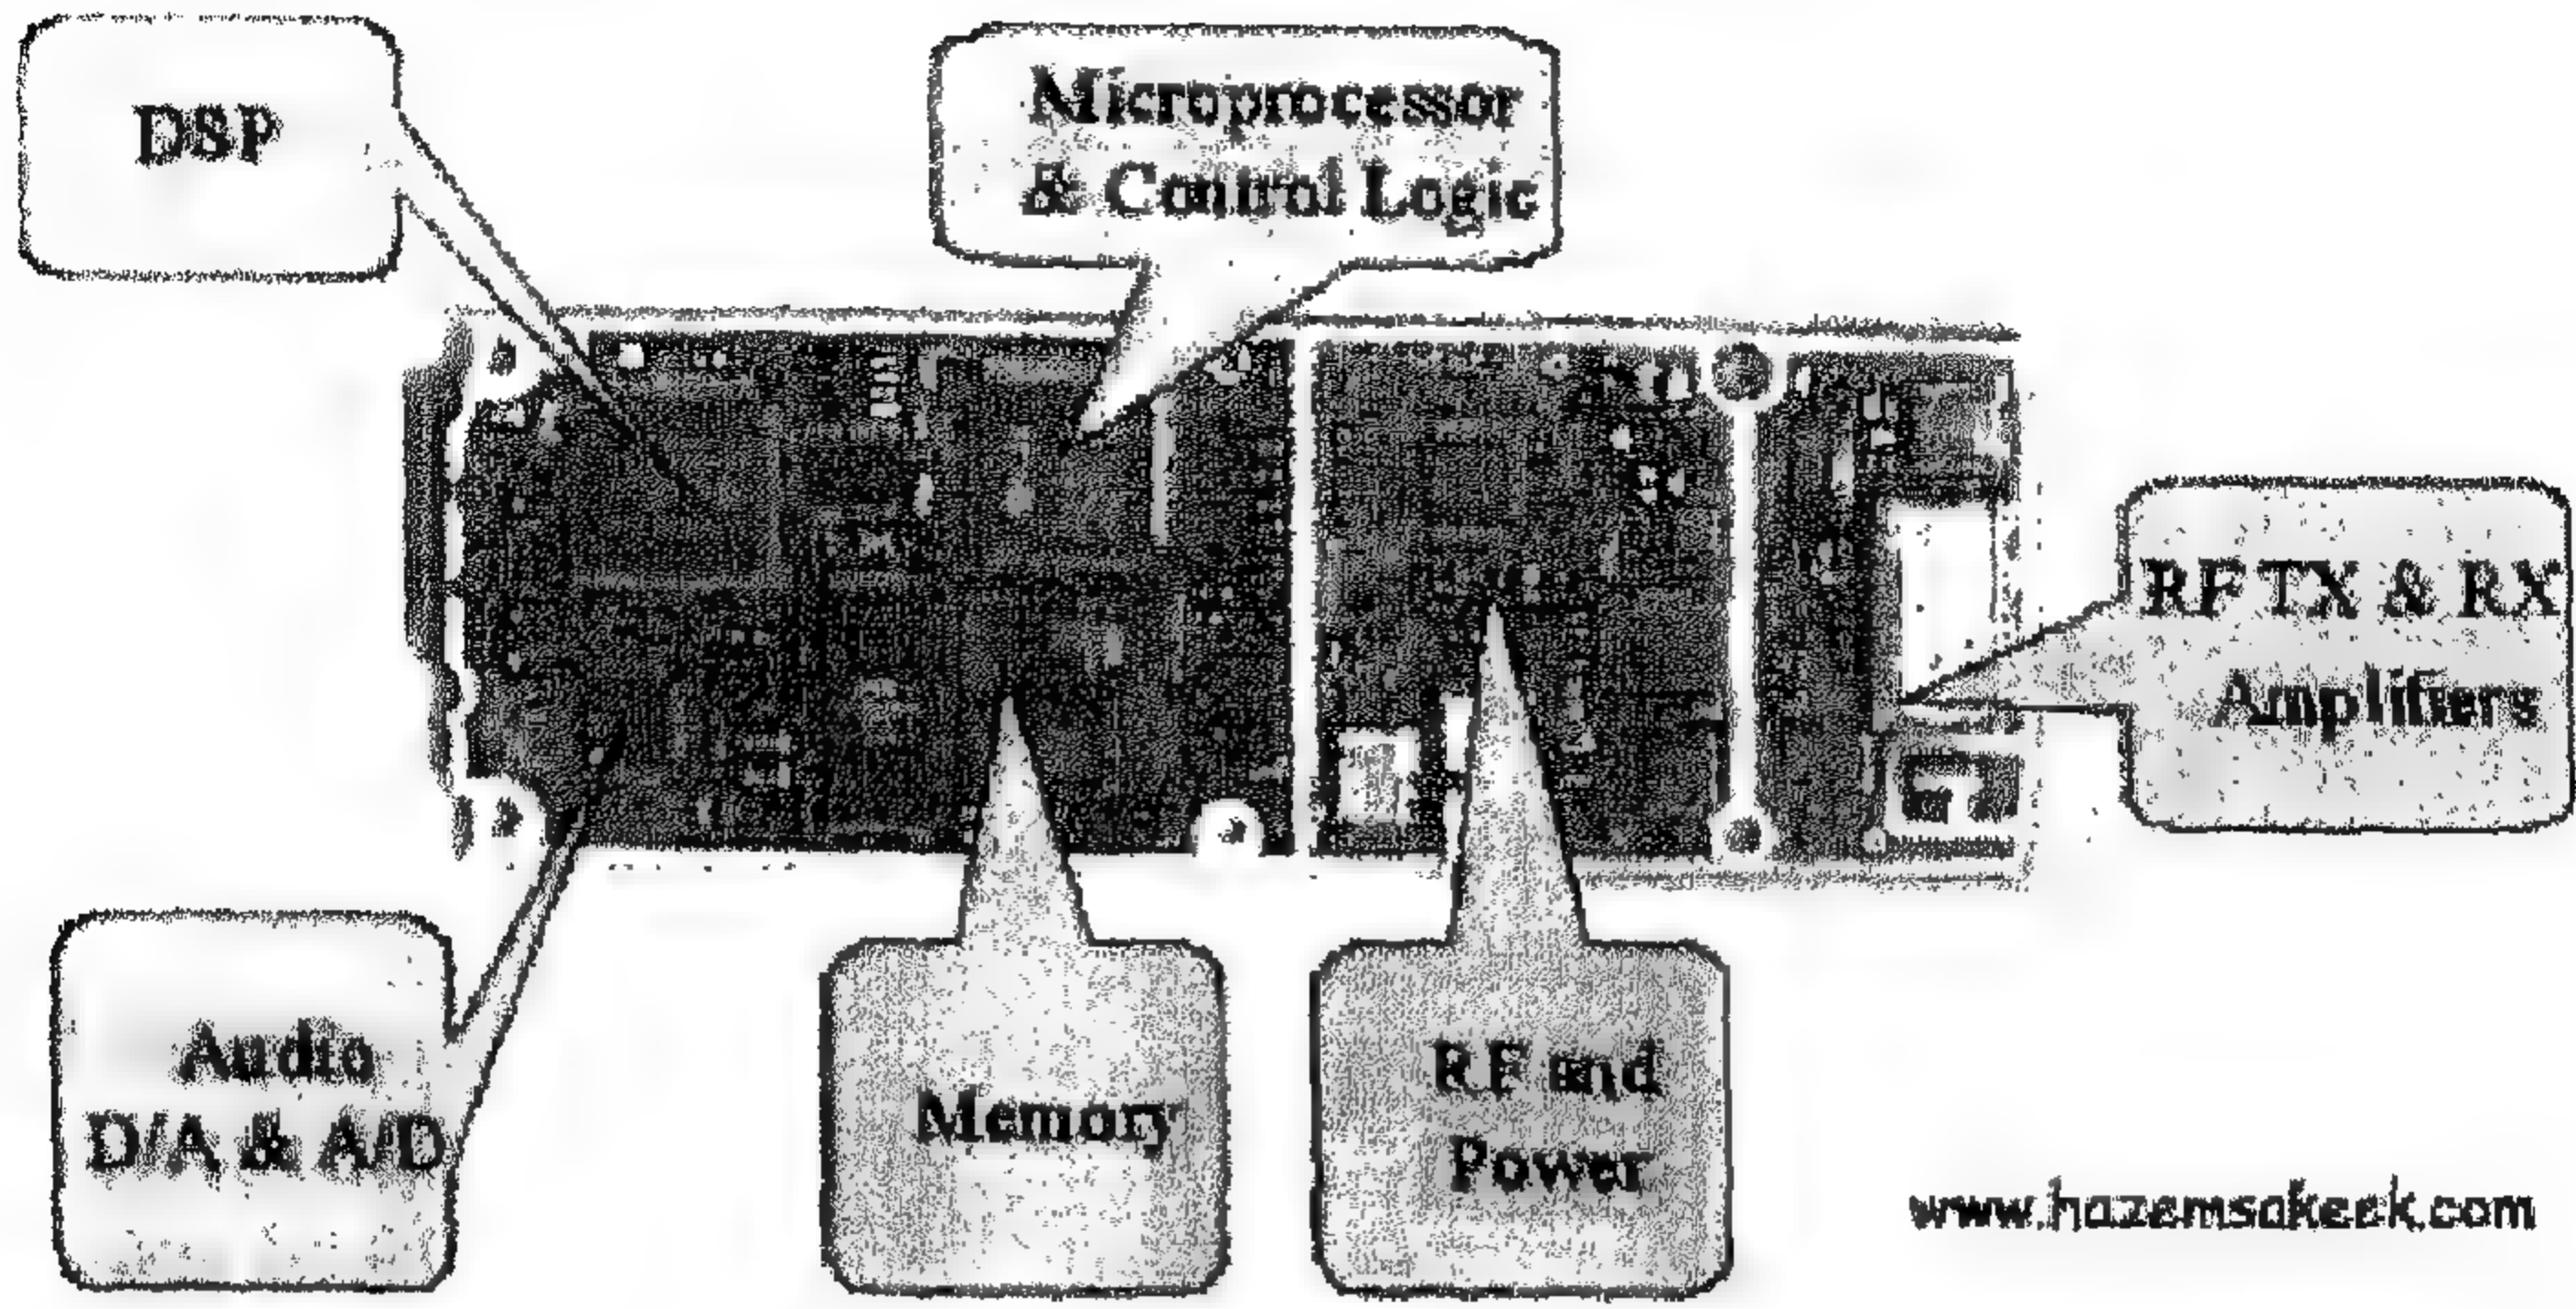 DSP
Microprocessor
& Control Logic
RF TX & RX
Amplifiers
Audio
D/A & A/D
Memory
RF and
Power
www.hazemsakeek.com